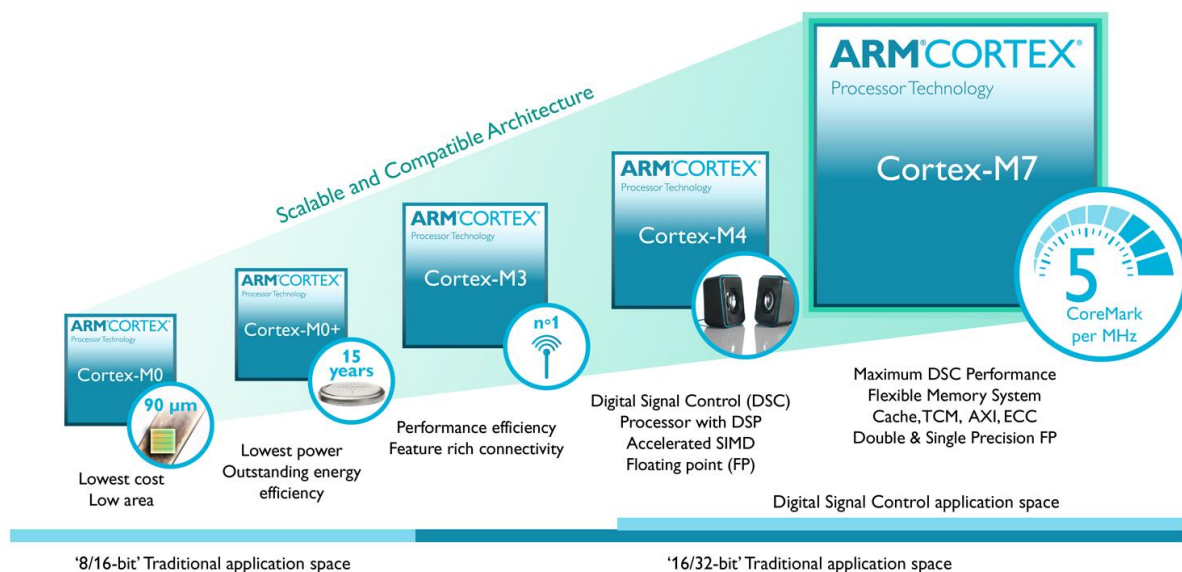 Scalable and Compatible Architecture
ARM®CORTEX®
Processor Technology
Cortex-M0
90 µm
Lowest cost
Low area
ARM®CORTEX®
Processor Technology
Cortex-M0+
15
years
Lowest power
Outstanding energy
efficiency
ARM®CORTEX®
Processor Technology
Cortex-M3
nº1
Performance efficiency
Feature rich connectivity
ARM®CORTEX®
Processor Technology
Cortex-M4
Digital Signal Control (DSC)
Processor with DSP
Accelerated SIMD
Floating point (FP)
ARM®CORTEX®
Processor Technology
Cortex-M7
5
CoreMark
per MHz
Maximum DSC Performance
Flexible Memory System
Cache, TCM, AXI, ECC
Double & Single Precision FP
Digital Signal Control application space
‘8/16-bit’ Traditional application space
‘16/32-bit’ Traditional application space